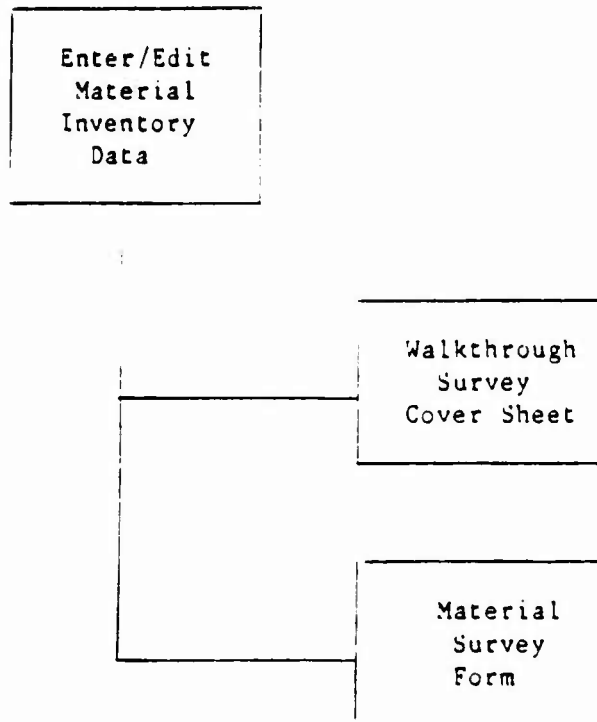 Enter/Edit
Material
Inventory
Data
Walkthrough
Survey
Cover Sheet
Material
Survey
Form